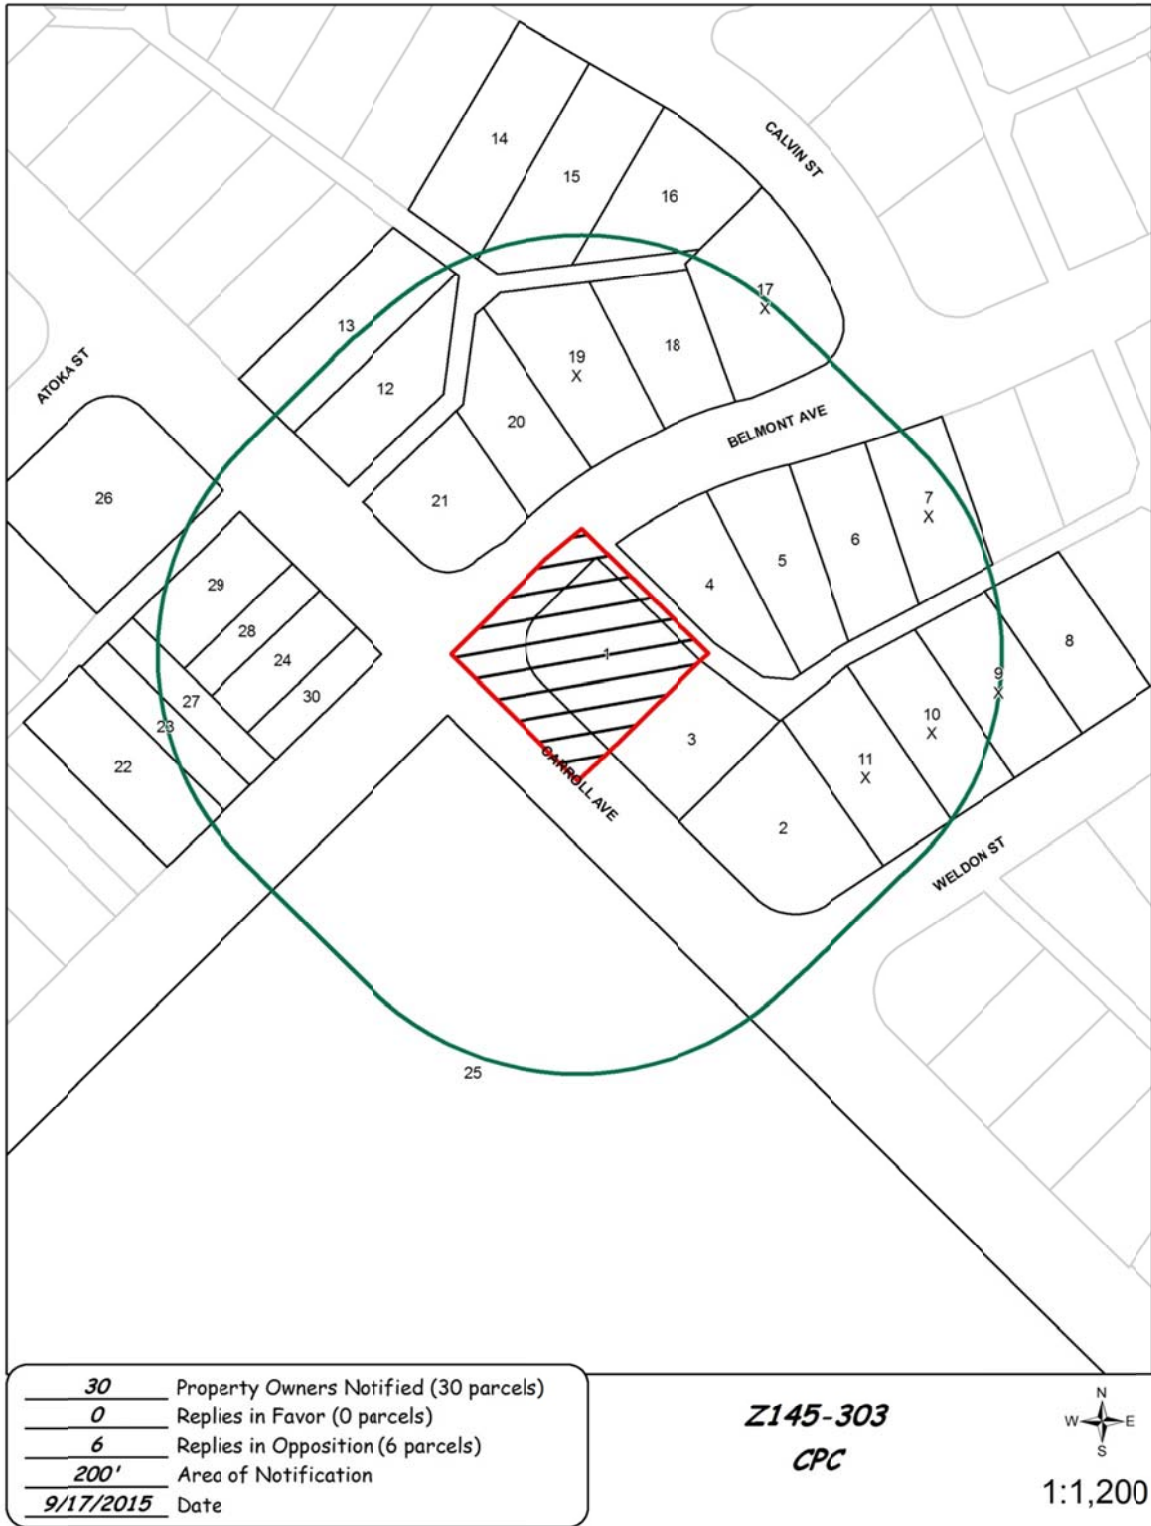 CALVIN ST
14
15
16
17
X
13
18
19
X
ATOKA ST
12
BELMONT AVE
20
26
21
7
X
6
5
29
4
28
8
1
24
9
X
30
27
10
X
23
3
11
X
22
CARROLL AVE
2
WELDON ST
25
30 Property Owners Notified (30 parcels)
0 Replies in Favor (0 parcels)
6 Replies in Opposition (6 parcels)
200' Area of Notification
9/17/2015 Date
Z145-303
CPC
N
W E
S
1:1,200